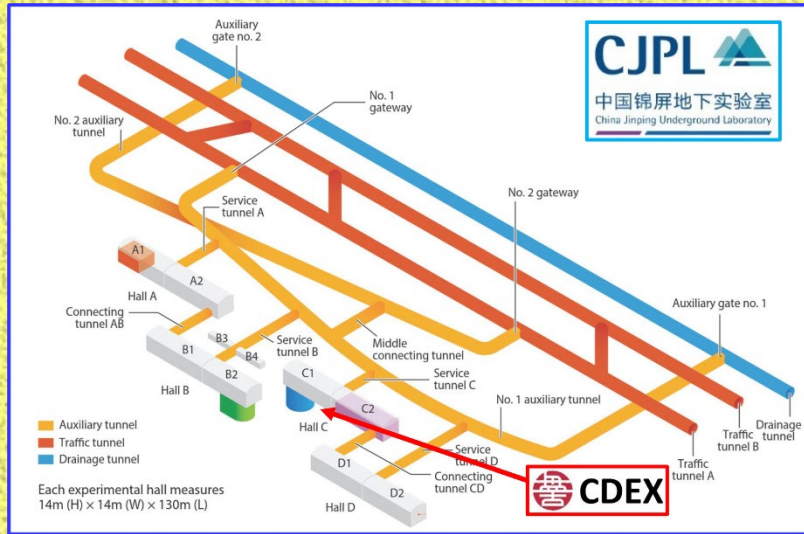 Auxiliary
gate no. 2
No. 1
gateway
No. 2 auxiliary
tunnel
Service
tunnel A
No. 2 gateway
A1
A2
Hall A
Auxiliary gate no. 1
Connecting
tunnel AB
B3
B4
B1
B2
Hall B
Service
tunnel B
Middle
connecting tunnel
C1
C2
Hall C
Service
tunnel C
No. 1 auxiliary tunnel
Drainage
tunnel
Traffic
tunnel B
Traffic
tunnel A
Service
tunnel D
D1
D2
Hall D
Connecting
tunnel CD
Auxiliary tunnel
Traffic tunnel
Drainage tunnel
Each experimental hall measures
14m (H) × 14m (W) × 130m (L)
CJPL
中国锦屏地下实验室
China Jinping Underground Laboratory
CDEX